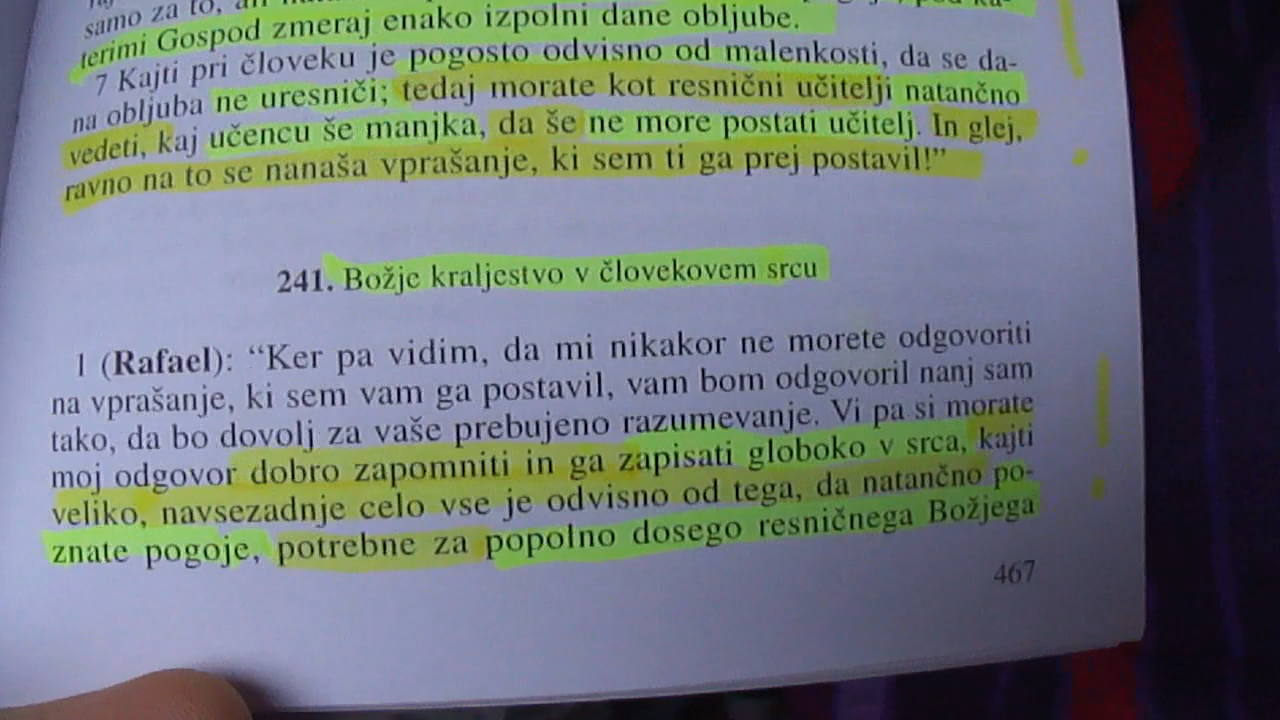 samo za to,
terimi Gospod zmeraj enako izpolni dane obljube.
7 Kajti pri človeku je pogosto odvisno od malenkosti, da se da-
na obljuba ne uresniči; tedaj morate kot resnični učitelji natančno
vedeti, kaj učencu še manjka, da še ne more postati učitelj. In glej,
ravno na to se nanaša vprašanje, ki sem ti ga prej postavil!”
241. Božje kraljestvo v človekovem srcu
1 (Rafael): “Ker pa vidim, da mi nikakor ne morete odgovoriti
na vprašanje, ki sem vam ga postavil, vam bom odgovoril nanj sam
tako, da bo dovolj za vaše prebujeno razumevanje. Vi pa si morate
moj odgovor dobro zapomniti in ga zapisati globoko v srca, kajti
veliko, navsezadnje celo vse je odvisno od tega, da natančno po-
znate pogoje, potrebne za popolno dosego resničnega Božjega
467